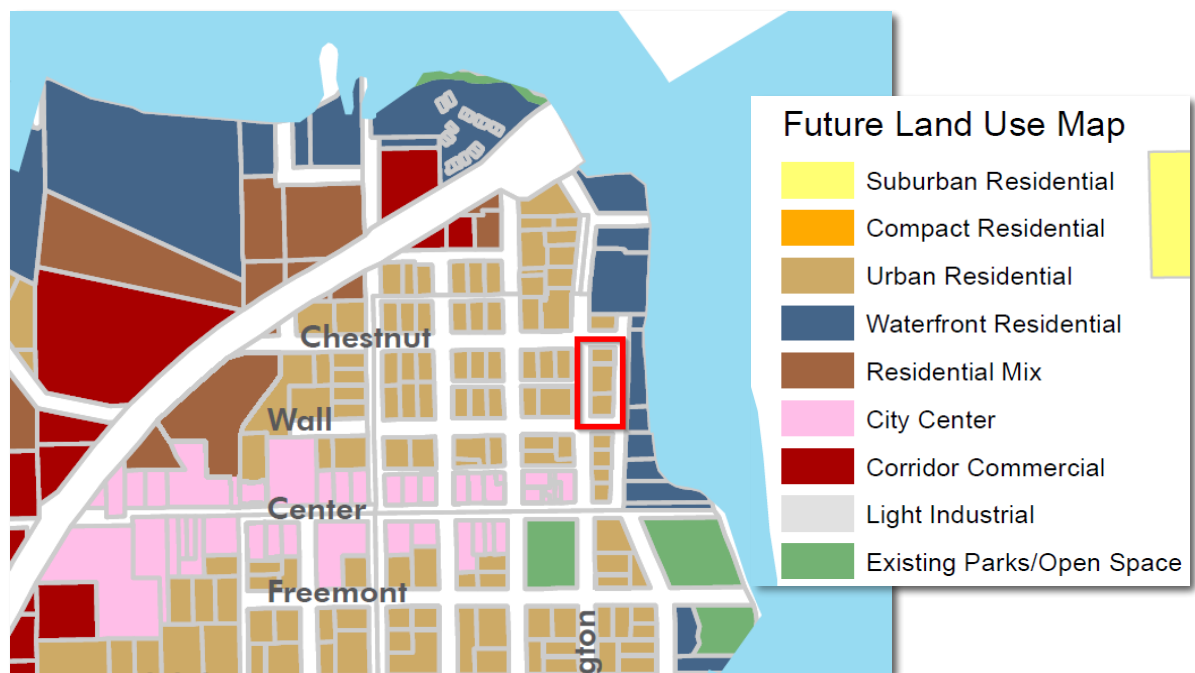 Chestnut
Wall
Center
Freemont
gton
Future Land Use Map
Suburban Residential
Compact Residential
Urban Residential
Waterfront Residential
Residential Mix
City Center
Corridor Commercial
Light Industrial
Existing Parks/Open Space